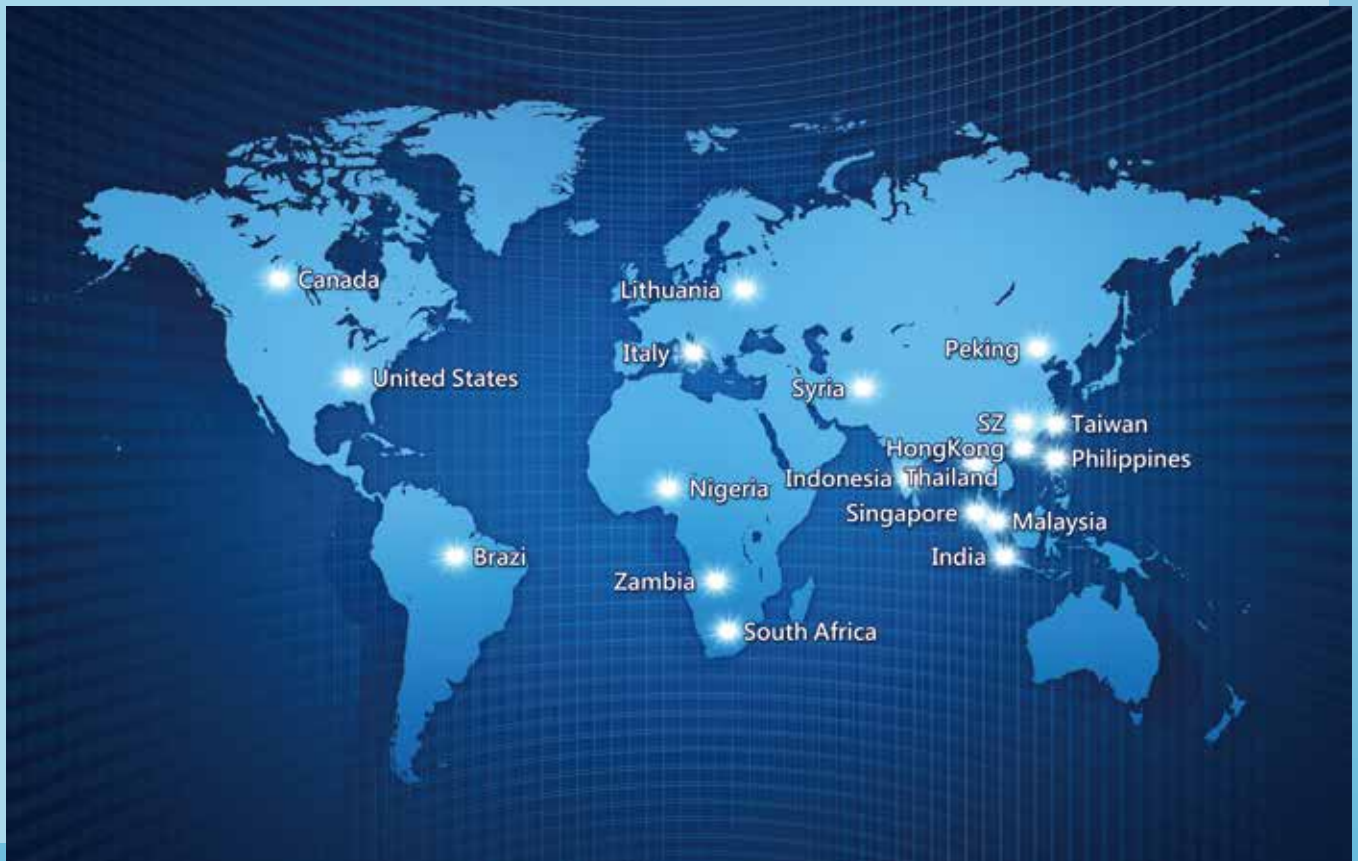 Canada
Lithuania
Italy
Peking
United States
Syria
SZ
Taiwan
HongKong
Philippines
Indonesia
Thailand
Nigeria
Singapore
Malaysia
Brazi
India
Zambia
South Africa